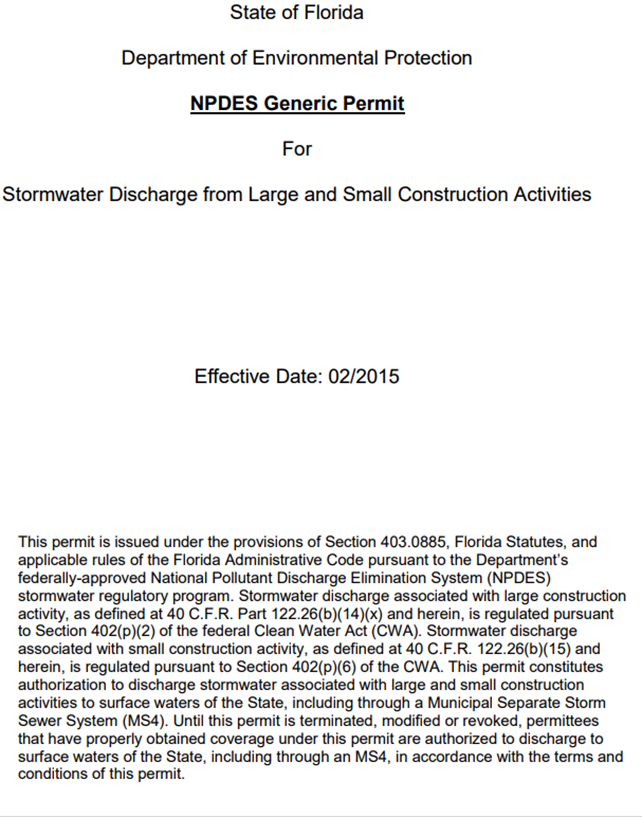 State of Florida
Department of Environmental Protection
NPDES Generic Permit
For
Stormwater Discharge from Large and Small Construction Activities
Effective Date: 02/2015
This permit is issued under the provisions of Section 403.0885, Florida Statutes, and
applicable rules of the Florida Administrative Code pursuant to the Department's
federally-approved National Pollutant Discharge Elimination System (NPDES)
stormwater regulatory program. Stormwater discharge associated with large construction
activity, as defined at 40 C.F.R. Part 122.26(b)(14)(x) and herein, is regulated pursuant
to Section 402(p)(2) of the federal Clean Water Act (CWA). Stormwater discharge
associated with small construction activity, as defined at 40 C.F.R. 122.26(b)(15) and
herein, is regulated pursuant to Section 402(p)(6) of the CWA. This permit constitutes
authorization to discharge stormwater associated with large and small construction
activities to surface waters of the State, including through a Municipal Separate Storm
Sewer System (MS4). Until this permit is terminated, modified or revoked, permittees
that have properly obtained coverage under this permit are authorized to discharge to
surface waters of the State, including through an MS4, in accordance with the terms and
conditions of this permit.